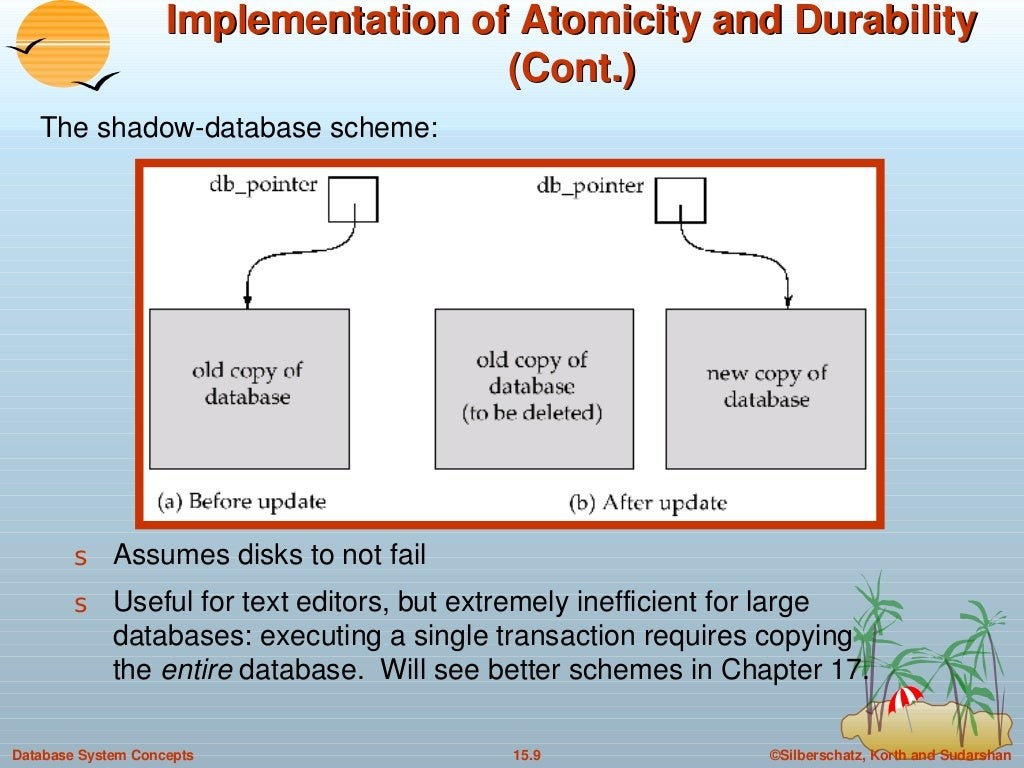 Implementation of Atomicity and Durability
(Cont.)
The shadow-database scheme:
db_pointer
db_pointer
old copy of
database
old copy of
database
(to be deleted)
new copy of
database
(a) Before update
(b) After update
s Assumes disks to not fail
s Useful for text editors, but extremely inefficient for large
databases: executing a single transaction requires copying
the entire database. Will see better schemes in Chapter 17.
Database System Concepts
15.9
©Silberschatz, Korth and Sudarshan